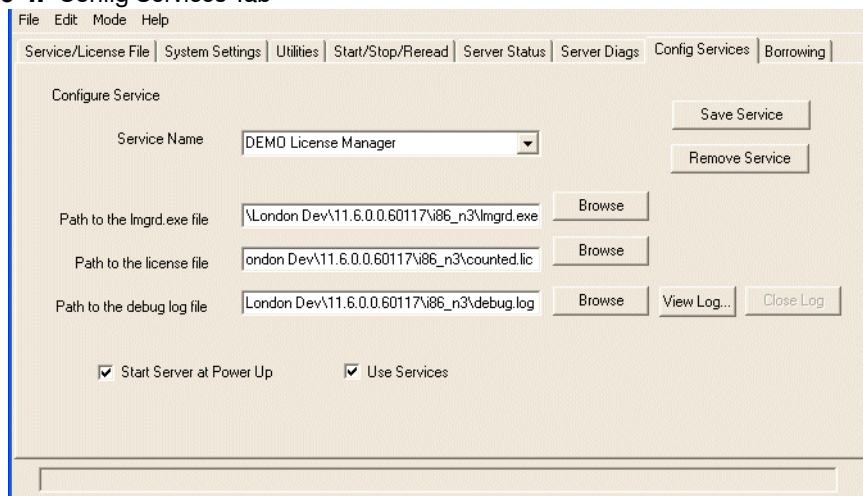 Config Services Tab
File Edit Mode Help
Service/License File System Settings Utilities Start/Stop/Reread Server Status Server Diags Config Services Borrowing
Configure Service
Save Service
Service Name DEMO License Manager
Remove Service
Path to the lmgrd.exe file \London Dev\11.6.0.0.60117\i86_n3\lmgrd.exe Browse
Path to the license file ondon Dev\11.6.0.0.60117\i86_n3\counted.lic Browse
Path to the debug log file London Dev\11.6.0.0.60117\i86_n3\debug.log Browse View Log... Close Log
Start Server at Power Up Use Services